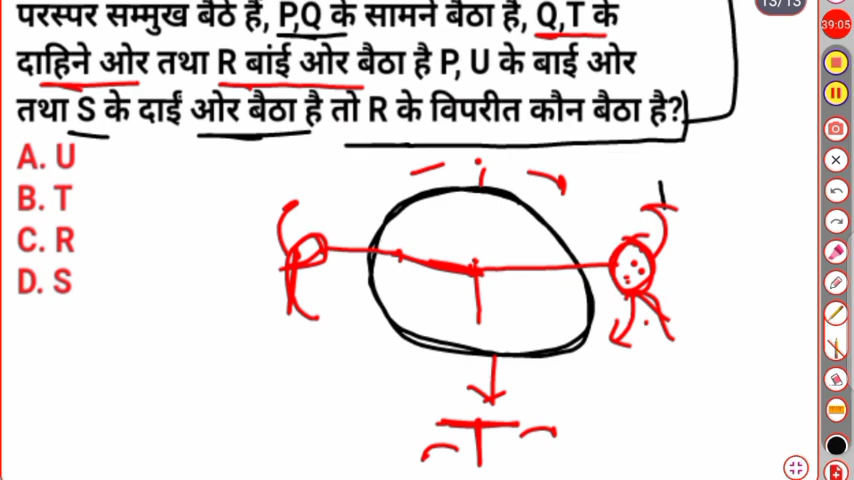 परस्पर सम्मुख बैठे हैं, P,Q के सामने बैठा है, Q,T के
दाहिने ओर तथा R बांई ओर बैठा है P, U के बाई ओर
तथा S के दाईं ओर बैठा है तो R के विपरीत कौन बैठा है?
A. U
B. T
C. R
D. S
T
13/13
39:05